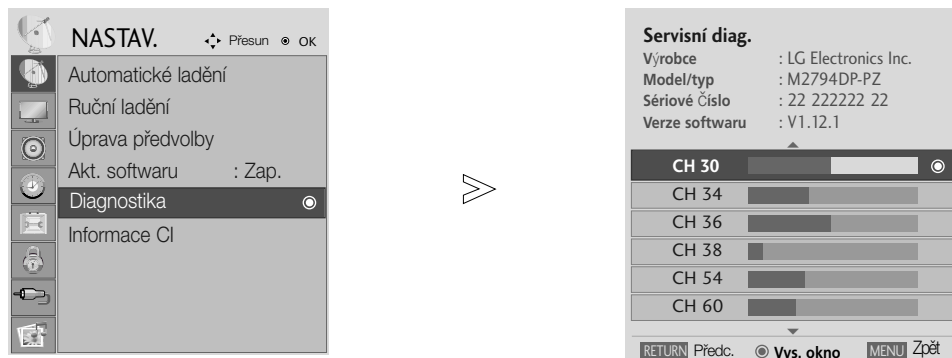 NASTAV. Přesun OK
Automatické ladění
Ruční ladění
Úprava předvolby
Akt. softwaru : Zap.
Diagnostika
Informace CI
Servisní diag.
Výrobce : LG Electronics Inc.
Model/typ : M2794DP-PZ
Sériové Číslo : 22 222222 22
Verze softwaru : V1.12.1
CH 30
CH 34
CH 36
CH 38
CH 54
CH 60
RETURN Předc. Vys. okno MENU Zpět